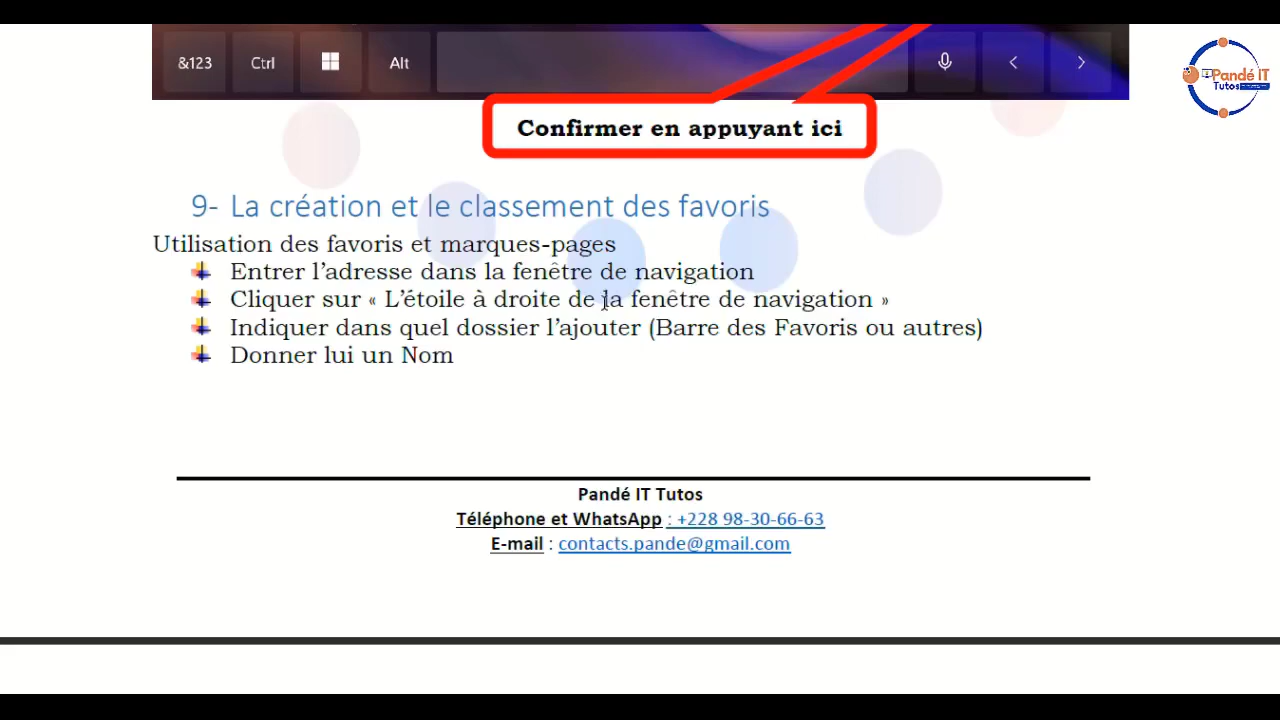 &123 Ctrl Alt
Pandé IT
Tutos
Confirmer en appuyant ici
9- La création et le classement des favoris
Utilisation des favoris et marques-pages
Entrer l’adresse dans la fenêtre de navigation
Cliquer sur « L’étoile à droite de la fenêtre de navigation »
Indiquer dans quel dossier l’ajouter (Barre des Favoris ou autres)
Donner lui un Nom
Pandé IT Tutos
Téléphone et WhatsApp : +228 98-30-66-63
E-mail : contacts.pande@gmail.com